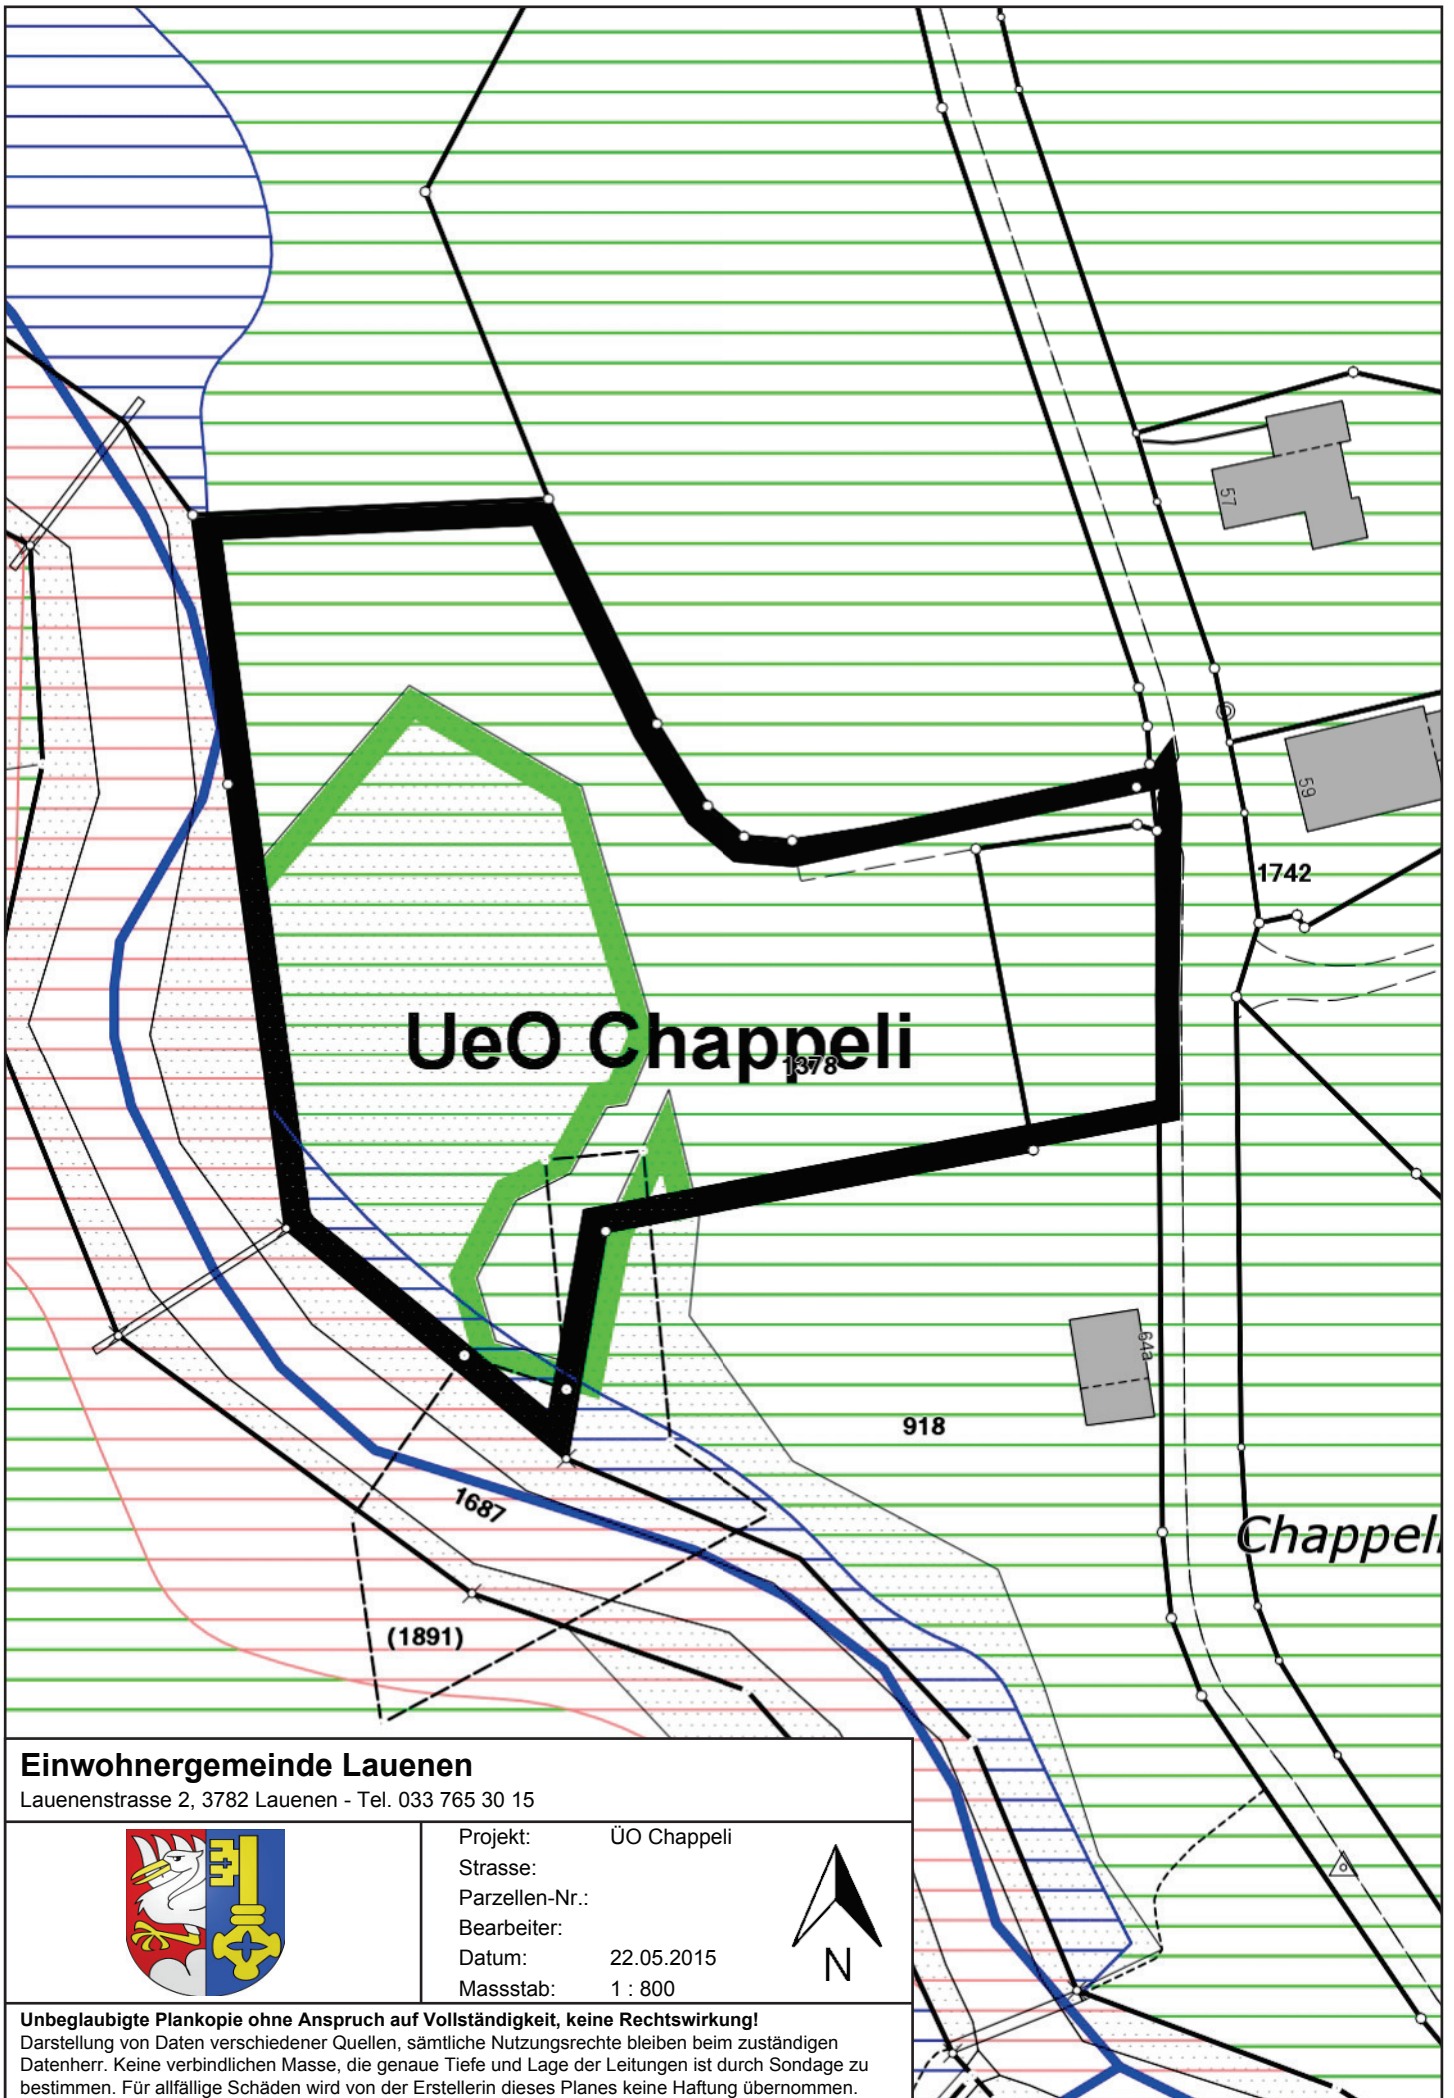 57
59
1742
UeO Chappeli
1378
64a
918
1687
Chappeli
(1891)
Einwohnergemeinde Lauenen
Lauenenstrasse 2, 3782 Lauenen - Tel. 033 765 30 15
Projekt: ÜO Chappeli
Strasse:
Parzellen-Nr.:
Bearbeiter:
Datum: 22.05.2015
Massstab: 1 : 800
N
Unbeglaubigte Plankopie ohne Anspruch auf Vollständigkeit, keine Rechtswirkung!
Darstellung von Daten verschiedener Quellen, sämtliche Nutzungsrechte bleiben beim zuständigen
Datenherr. Keine verbindlichen Masse, die genaue Tiefe und Lage der Leitungen ist durch Sondage zu
bestimmen. Für allfällige Schäden wird von der Erstellerin dieses Planes keine Haftung übernommen.